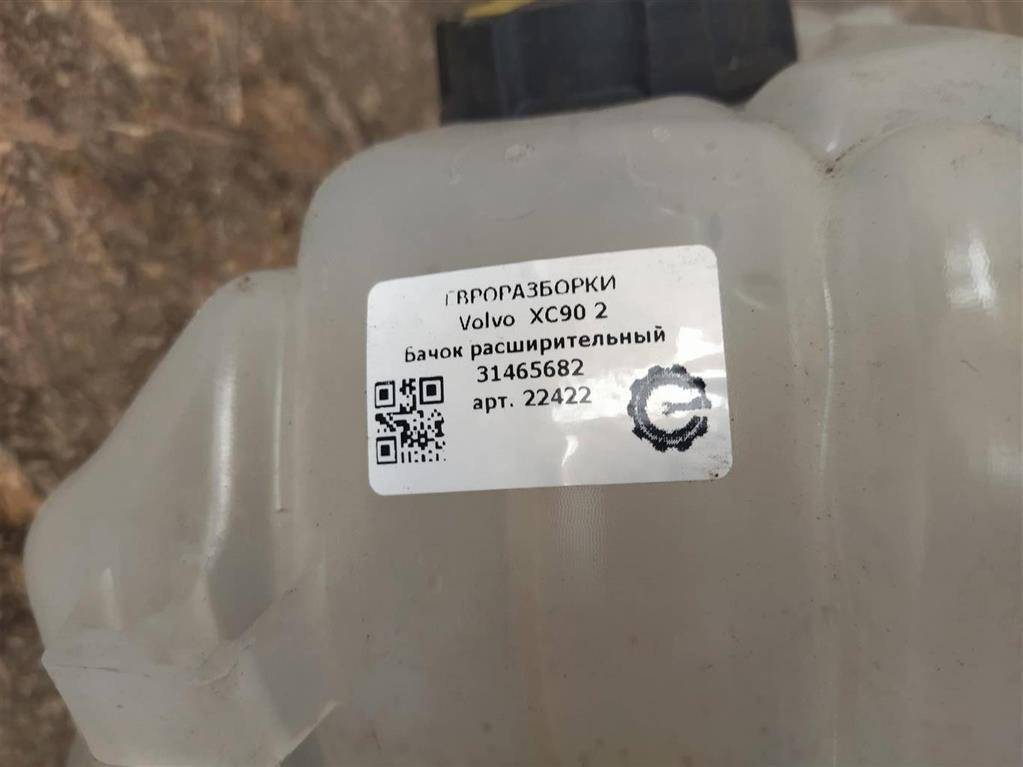 ЕВРОРАЗБОРКИ
Volvo XC90 2
Бачок расширительный
31465682
арт. 22422